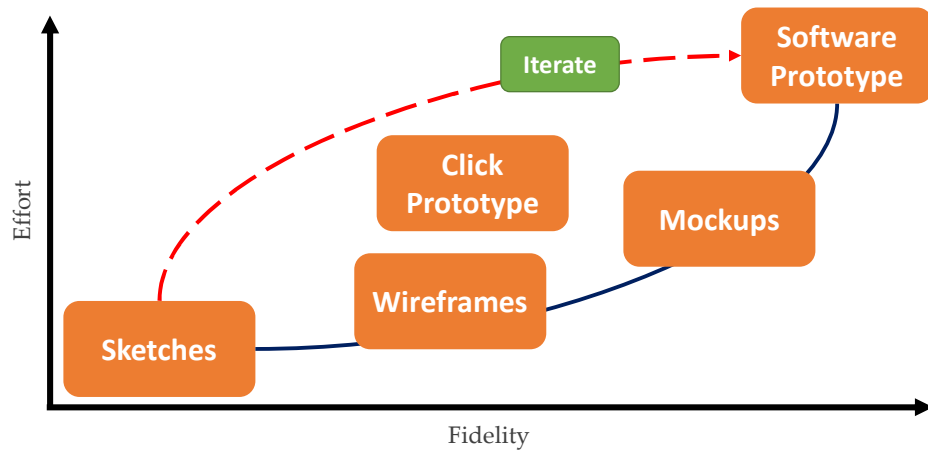 Software
Prototype
Iterate
Click
Prototype
Mockups
Wireframes
Sketches
Effort
Fidelity